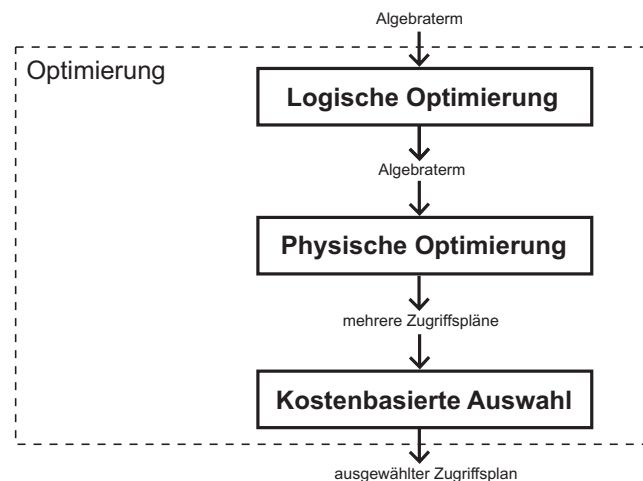 Algebraterm
Optimierung
Logische Optimierung
Algebraterm
Physische Optimierung
mehrere Zugriffspläne
Kostenbasierte Auswahl
ausgewählter Zugriffsplan